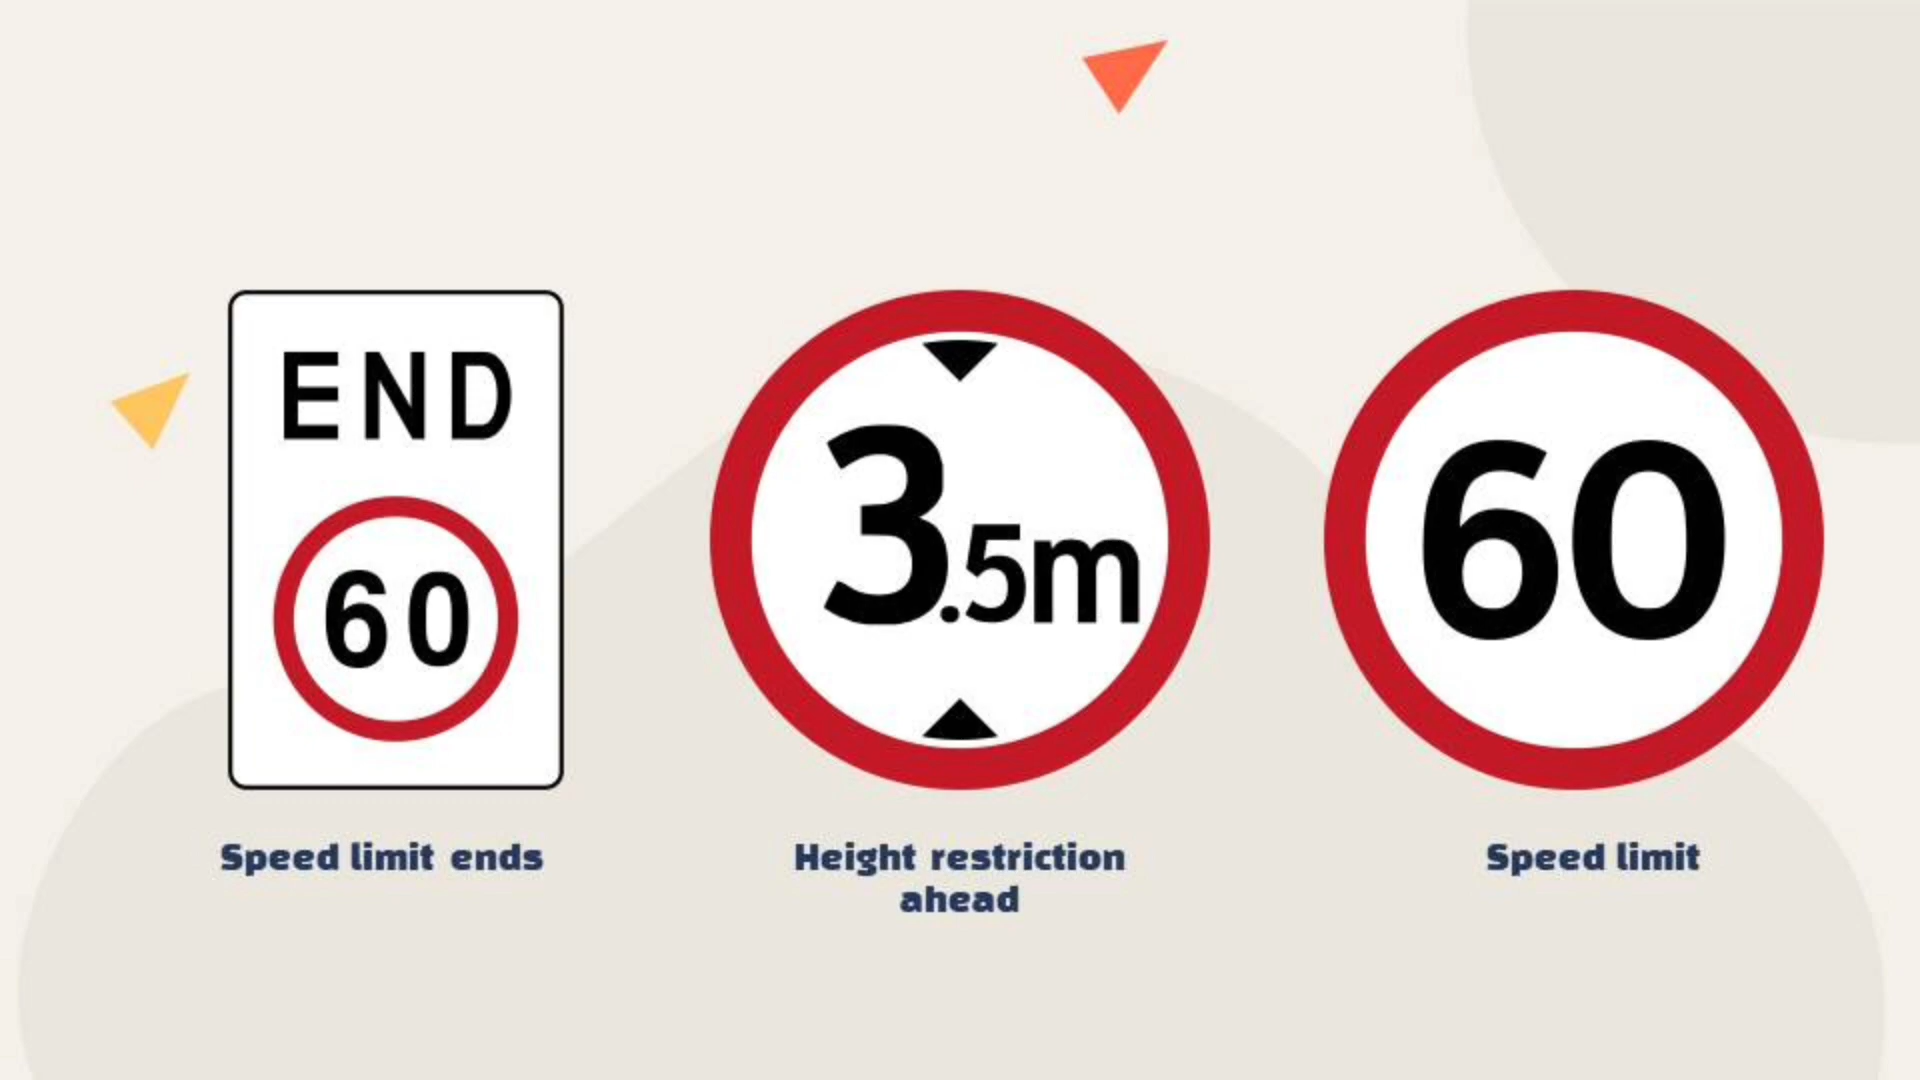 END
60
3.5m
60
Speed limit ends
Height restriction
ahead
Speed limit